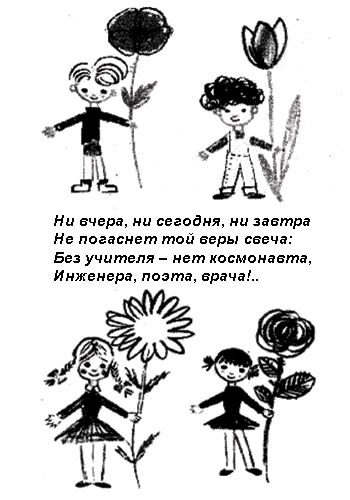 Ни вчера, ни сегодня, ни завтра
Не погаснет той веры свеча:
Без учителя – нет космонавта,
Инженера, поэта, врача!..